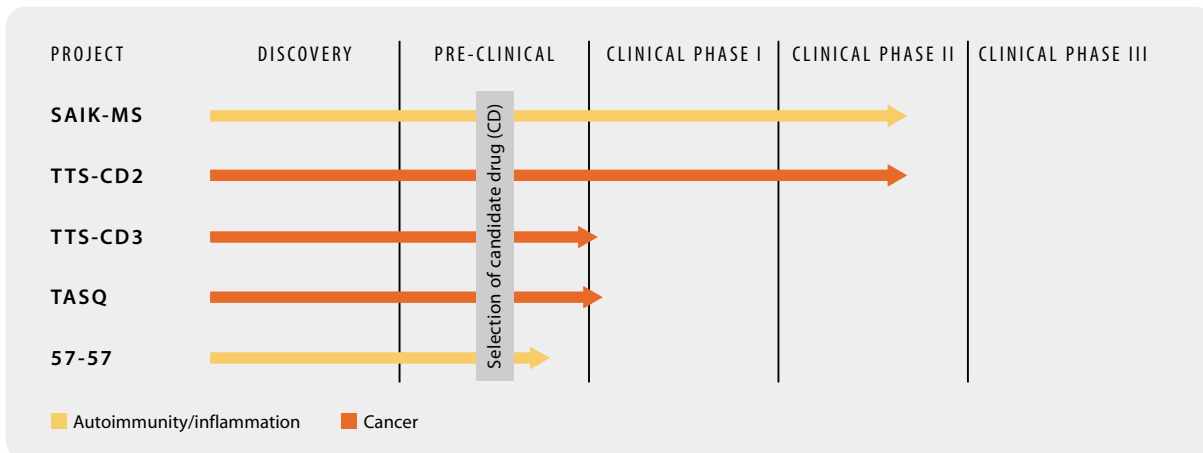 PROJECT DISCOVERY PRE-CLINICAL CLINICAL PHASE I CLINICAL PHASE II CLINICAL PHASE III
SAIK-MS
TTS-CD2
TTS-CD3
TASQ
57-57
Selection of candidate drug (CD)
Autoimmunity/inflammation Cancer